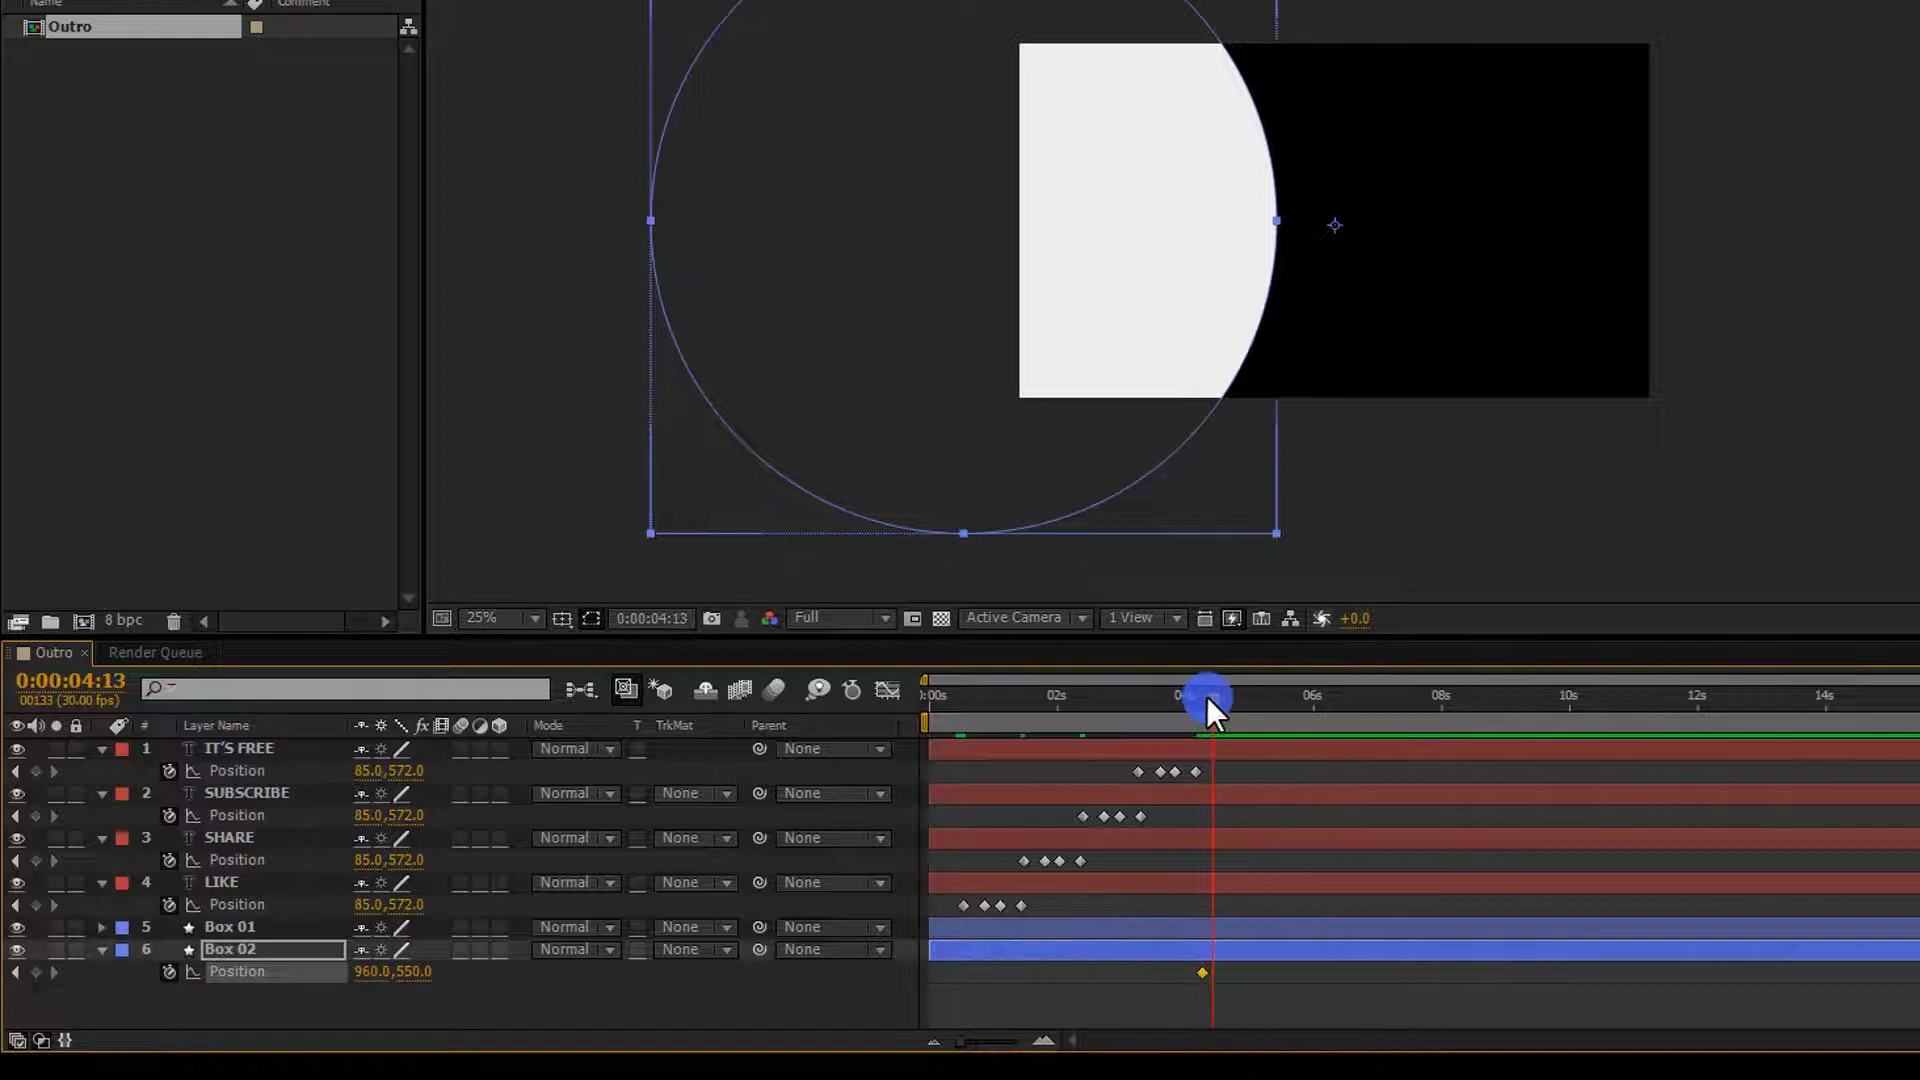 Name
Comment
Outro
8 bpc
25%
0:00:04:13
Full
Active Camera
1 View
+0.0
Outro ×
Render Queue
0:00:04:13
00133 (30.00 fps)
0:00s
02s
06s
08s
10s
12s
14s
# Layer Name
fx
Mode
T TrkMat
Parent
1 T IT'S FREE Normal None
Position 85.0,572.0
2 T SUBSCRIBE Normal None None
Position 85.0,572.0
3 T SHARE Normal None None
Position 85.0,572.0
4 T LIKE Normal None None
Position 85.0,572.0
5 Box 01 Normal None None
6 Box 02 Normal None None
Position 960.0,550.0